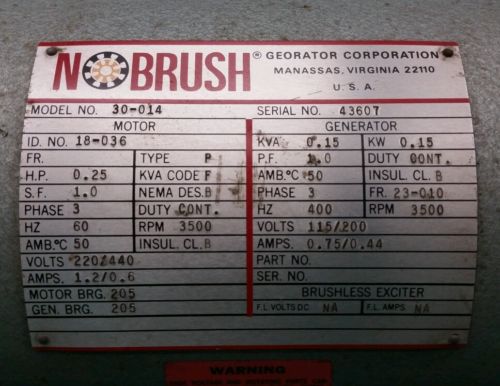 NOBRUSH ® GEORATOR CORPORATION
MANASSAS, VIRGINIA 22110
U. S. A.
MODEL NO. 30-014 SERIAL NO. 43607
MOTOR GENERATOR
ID. NO. 18-036 KVA 0.15 KW 0.15
FR. TYPE P P.F. 1.0 DUTY CONT.
H.P. 0.25 KVA CODE F AMB.°C 50 INSUL. CL. B
S.F. 1.0 NEMA DES. B PHASE 3 FR. 23-010
PHASE 3 DUTY CONT. HZ 400 RPM 3500
HZ 60 RPM 3500 VOLTS 115/200
AMB.°C 50 INSUL. CL. B AMPS. 0.75/0.44
VOLTS 220/440 PART NO.
AMPS. 1.2/0.6 SER. NO.
MOTOR BRG. 205 BRUSHLESS EXCITER
GEN. BRG. 205 F.L. VOLTS DC NA F.L. AMPS. NA
WARNING